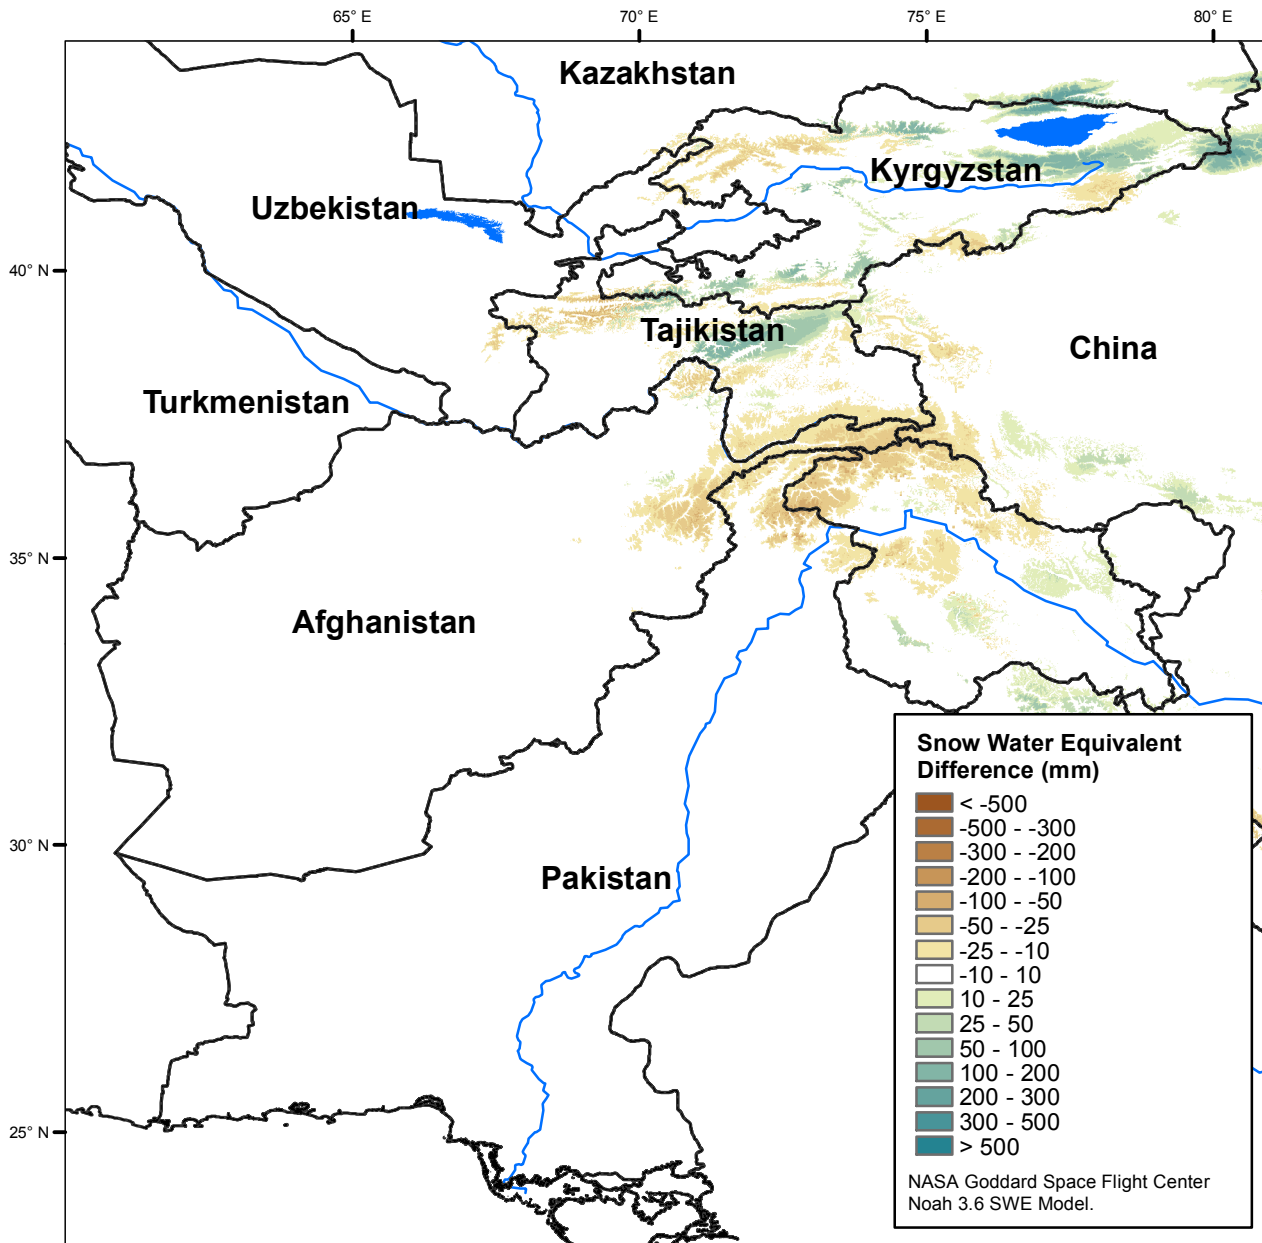 65° E
70° E
75° E
80° E
Kazakhstan
Kyrgyzstan
Uzbekistan
40° N
Tajikistan
China
Turkmenistan
35° N
Afghanistan
30° N
Pakistan
25° N
Snow Water Equivalent
Difference (mm)
< -500
-500 - -300
-300 - -200
-200 - -100
-100 - -50
-50 - -25
-25 - -10
-10 - 10
10 - 25
25 - 50
50 - 100
100 - 200
200 - 300
300 - 500
> 500
NASA Goddard Space Flight Center
Noah 3.6 SWE Model.